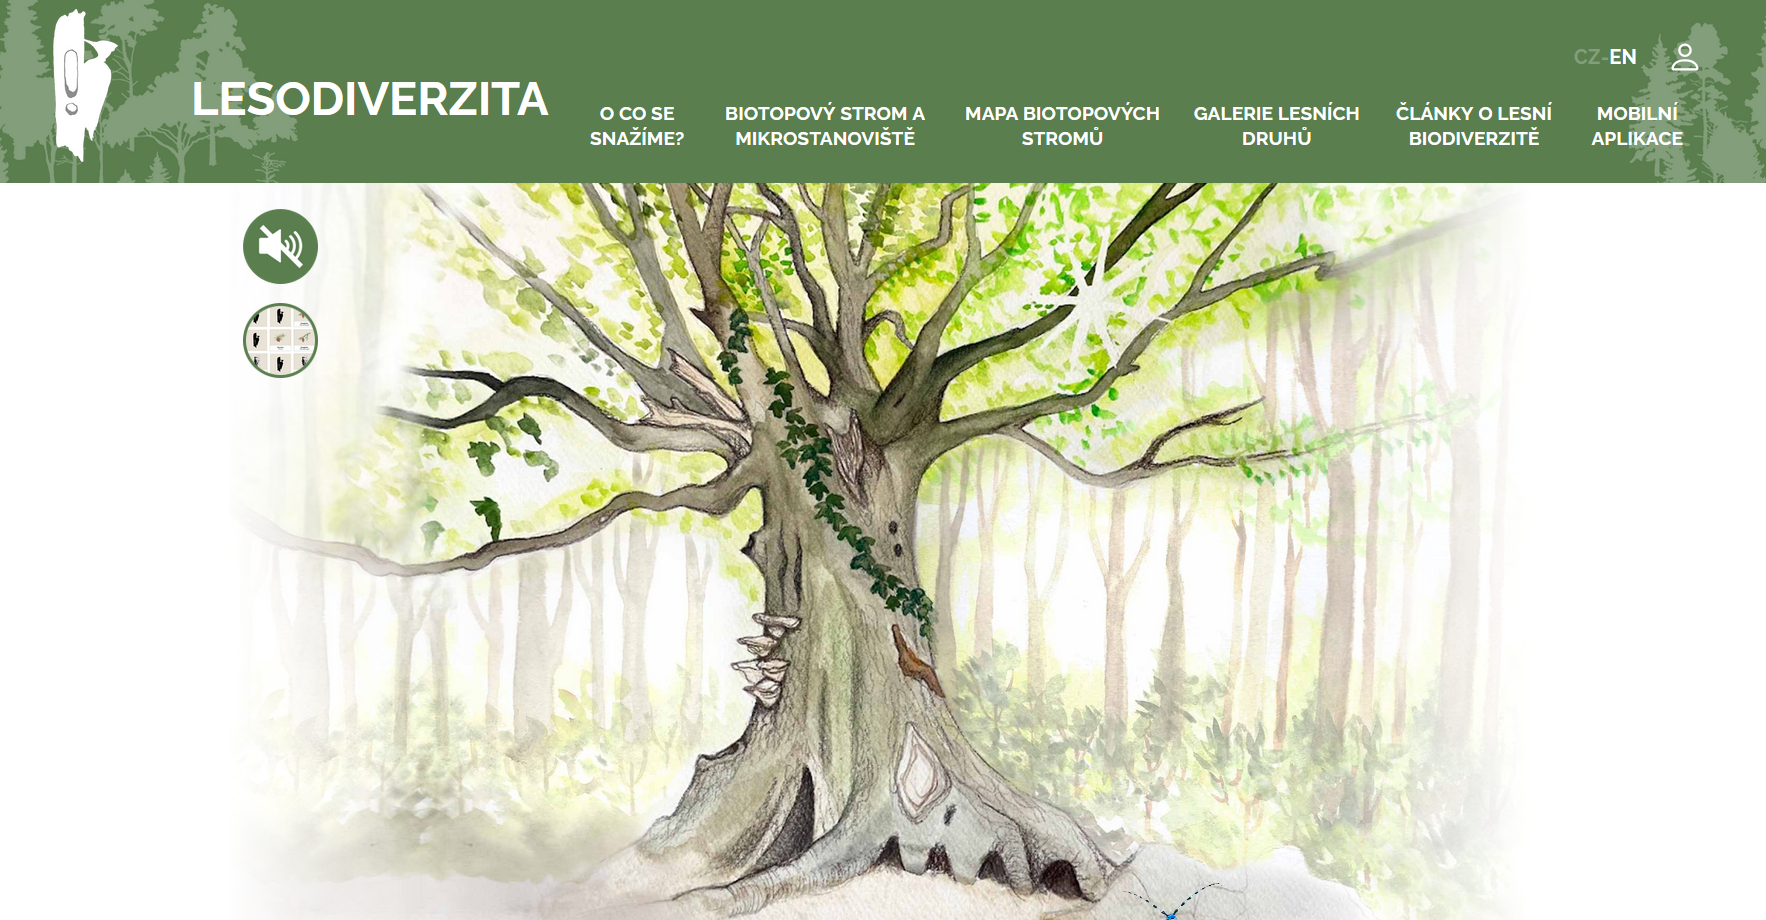 CZ-EN
LESODIVERZITA
O CO SE
SNAŽÍME?
BIOTOPOVÝ STROM A
MIKROSTANOVIŠTĚ
MAPA BIOTOPOVÝCH
STROMŮ
GALERIE LESNÍCH
DRUHŮ
ČLÁNKY O LESNÍ
BIODIVERZITĚ
MOBILNÍ
APLIKACE